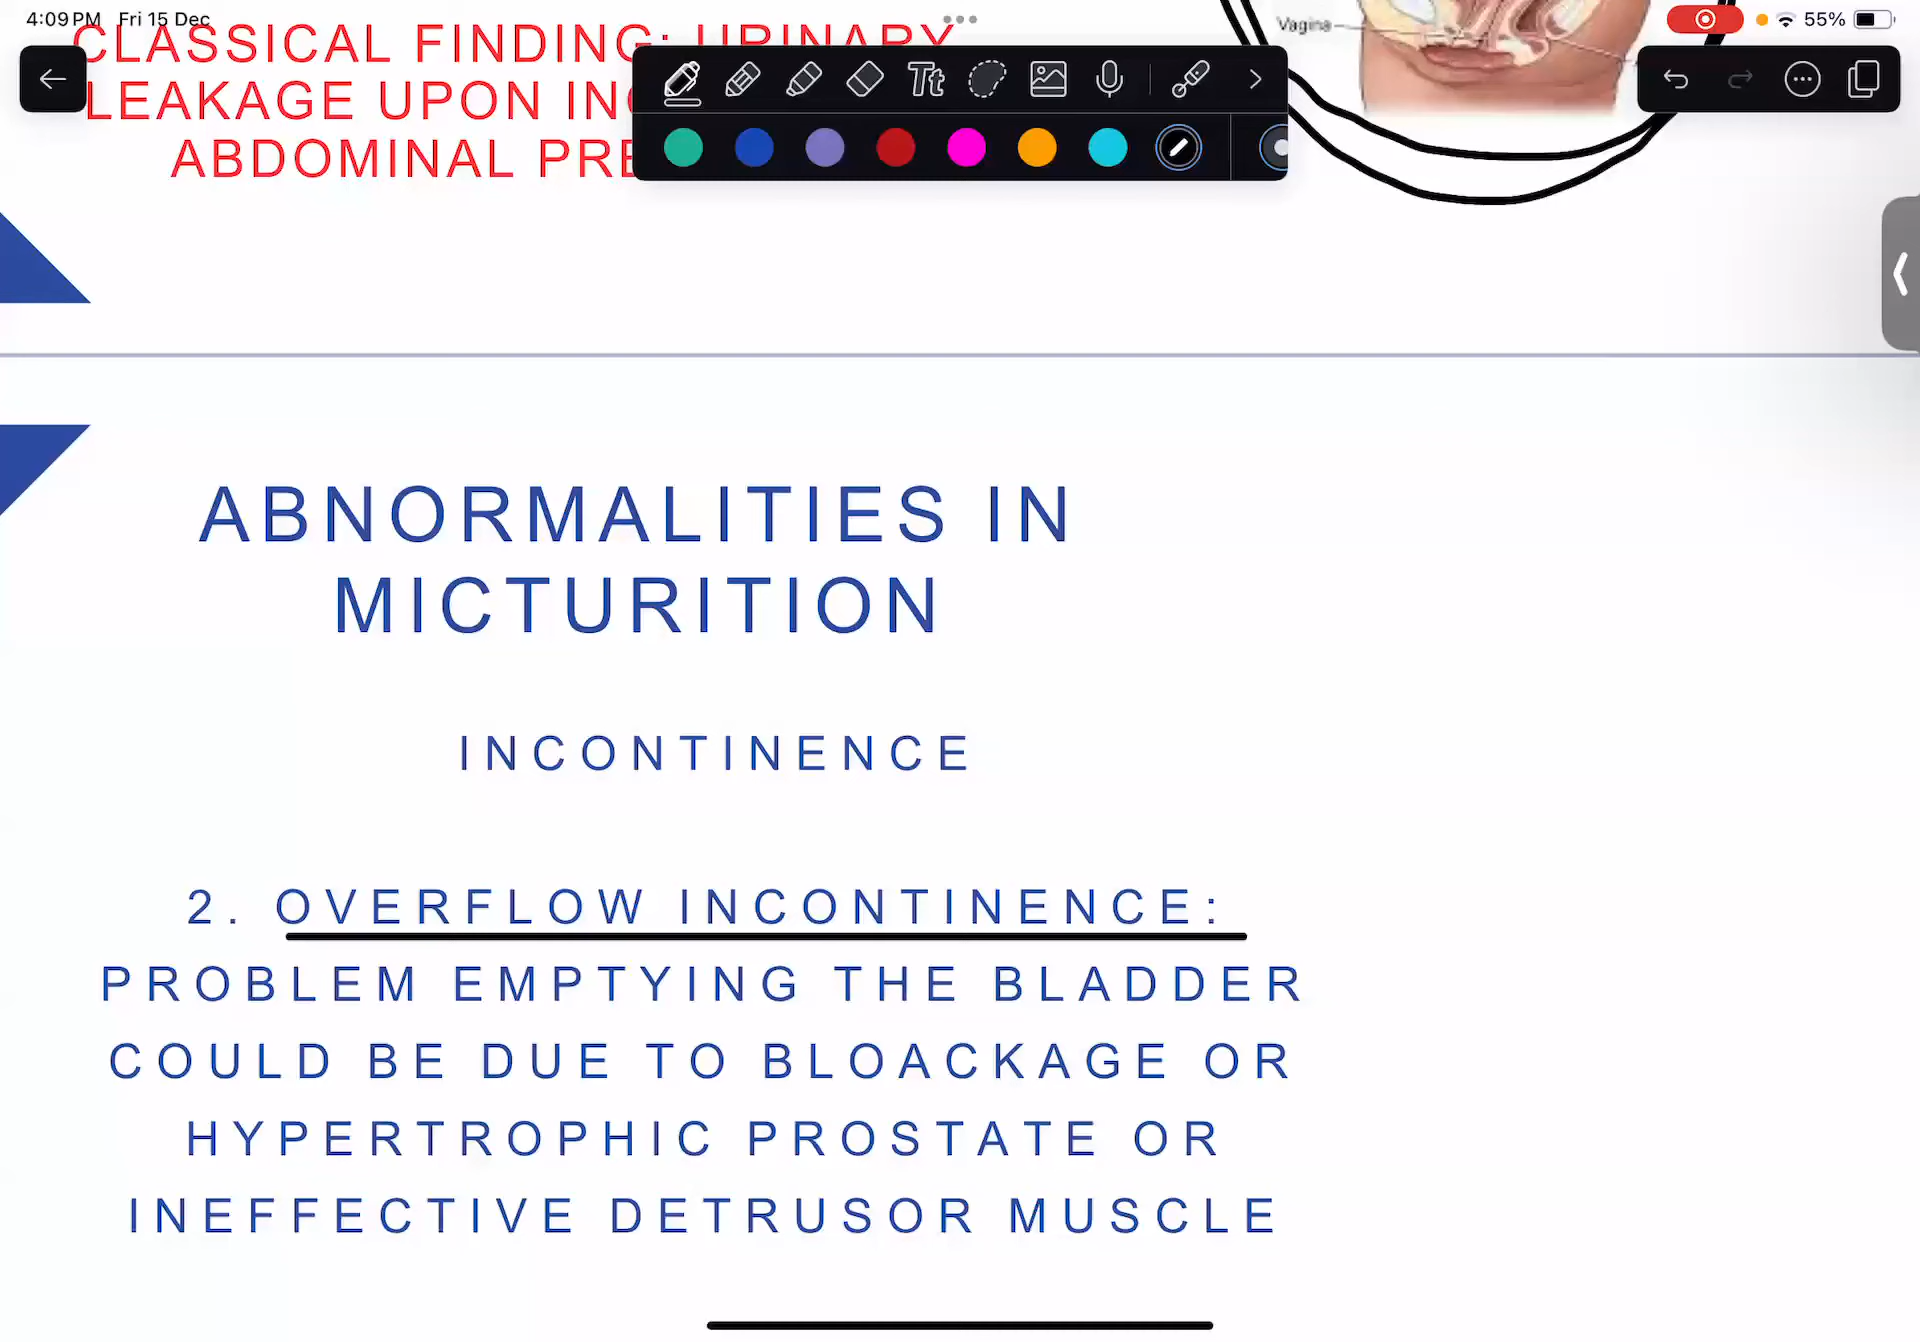 4:09 PM Fri 15 Dec
55%
CLASSICAL FINDING: URINARY
LEAKAGE UPON IN
ABDOMINAL PRE
Vagina
Tt
ABNORMALITIES IN
MICTURITION
INCONTINENCE
2. OVERFLOW INCONTINENCE:
PROBLEM EMPTYING THE BLADDER
COULD BE DUE TO BLOACKAGE OR
HYPERTROPHIC PROSTATE OR
INEFFECTIVE DETRUSOR MUSCLE